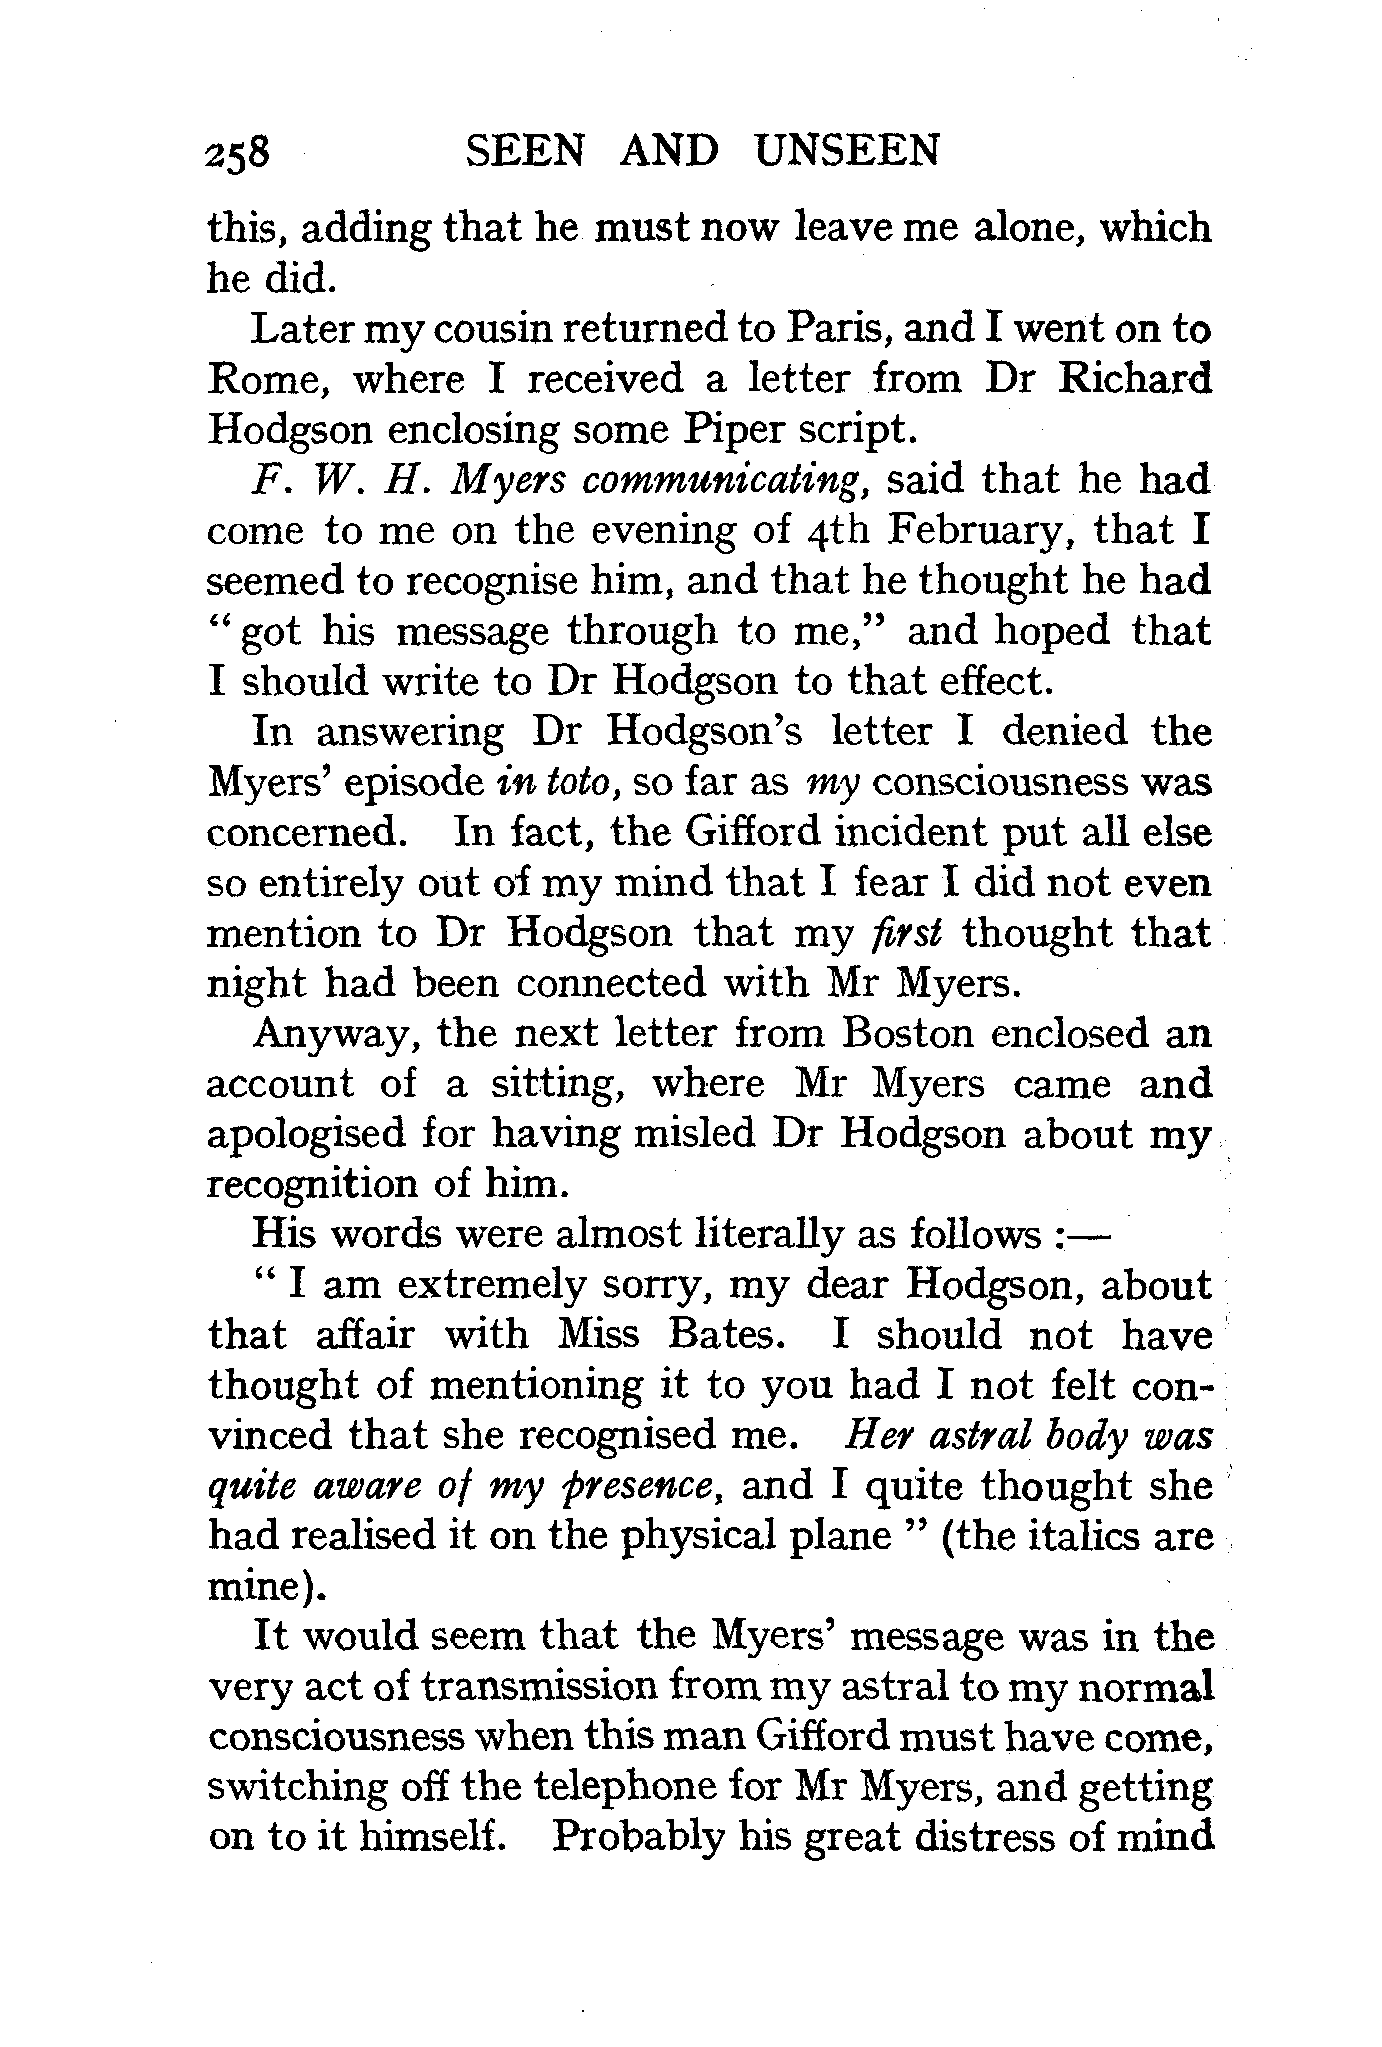 258 SEEN AND UNSEEN
this, adding that he must now leave me alone, which
he did.
Later my cousin returned to Paris, and I went on to
Rome, where I received a letter from Dr Richard
Hodgson enclosing some Piper script.
F. W. H. Myers communicating, said that he had
come to me on the evening of 4th February, that I
seemed to recognise him, and that he thought he had
“ got his message through to me,” and hoped that
I should write to Dr Hodgson to that effect.
In answering Dr Hodgson’s letter I denied the
Myers’ episode in toto, so far as my consciousness was
concerned. In fact, the Gifford incident put all else
so entirely out of my mind that I fear I did not even
mention to Dr Hodgson that my first thought that
night had been connected with Mr Myers.
Anyway, the next letter from Boston enclosed an
account of a sitting, where Mr Myers came and
apologised for having misled Dr Hodgson about my
recognition of him.
His words were almost literally as follows :—
“ I am extremely sorry, my dear Hodgson, about
that affair with Miss Bates. I should not have
thought of mentioning it to you had I not felt con-
vinced that she recognised me. Her astral body was
quite aware of my presence, and I quite thought she
had realised it on the physical plane ” (the italics are
mine).
It would seem that the Myers’ message was in the
very act of transmission from my astral to my normal
consciousness when this man Gifford must have come,
switching off the telephone for Mr Myers, and getting
on to it himself. Probably his great distress of mind